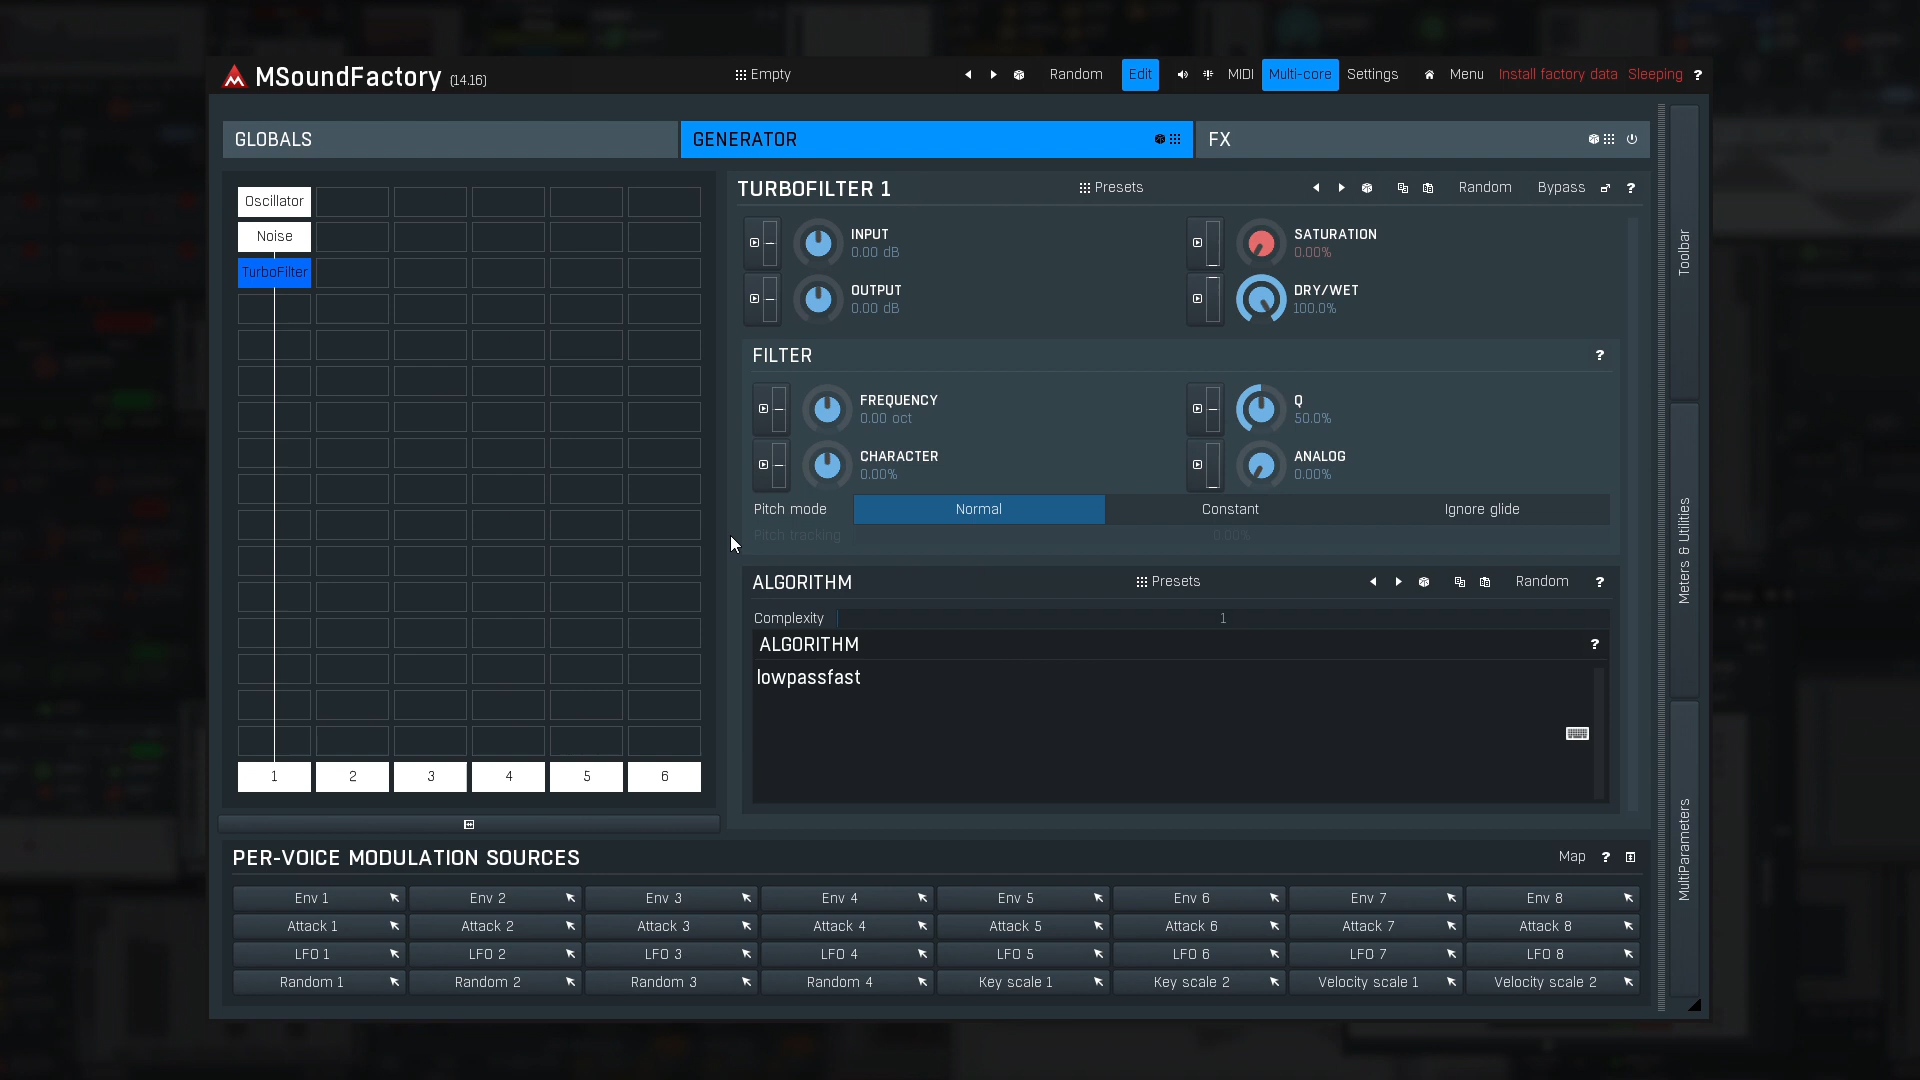 MSoundFactory (14.16) Empty Random Edit MIDI Multi-core Settings Menu Install factory data Sleeping ?
GLOBALS GENERATOR FX
Oscillator
Noise
TurboFilter
1 2 3 4 5 6
TURBOFILTER 1 Presets Random Bypass ?
INPUT
0.00 dB
SATURATION
0.00%
OUTPUT
0.00 dB
DRY/WET
100.0%
FILTER ?
FREQUENCY
0.00 oct
Q
50.0%
CHARACTER
0.00%
ANALOG
0.00%
Pitch mode Normal Constant Ignore glide
Pitch tracking 0.00%
ALGORITHM Presets Random ?
Complexity 1
ALGORITHM ?
lowpassfast
PER-VOICE MODULATION SOURCES Map ?
Env 1 Env 2 Env 3 Env 4 Env 5 Env 6 Env 7 Env 8
Attack 1 Attack 2 Attack 3 Attack 4 Attack 5 Attack 6 Attack 7 Attack 8
LFO 1 LFO 2 LFO 3 LFO 4 LFO 5 LFO 6 LFO 7 LFO 8
Random 1 Random 2 Random 3 Random 4 Key scale 1 Key scale 2 Velocity scale 1 Velocity scale 2
Toolbar
Meters & Utilities
MultiParameters